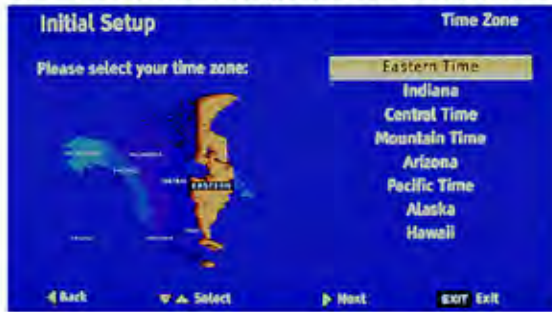 Initial Setup
Time Zone
Please select your time zone:
Eastern Time
Indiana
Central Time
Mountain Time
Arizona
Pacific Time
Alaska
Hawaii
EASTERN
Back
Select
Next
EXIT Exit